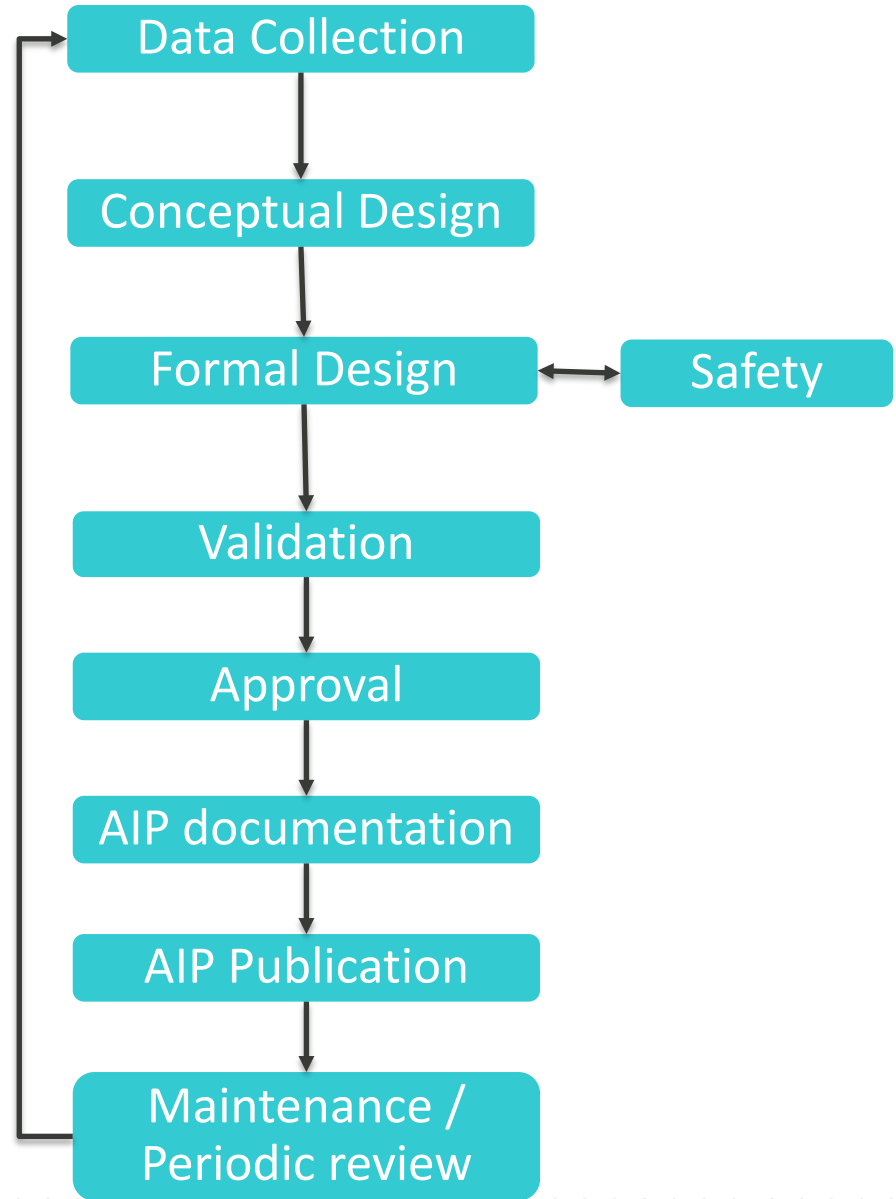 Data Collection
Conceptual Design
Formal Design
Safety
Validation
Approval
AIP documentation
AIP Publication
Maintenance /
Periodic review